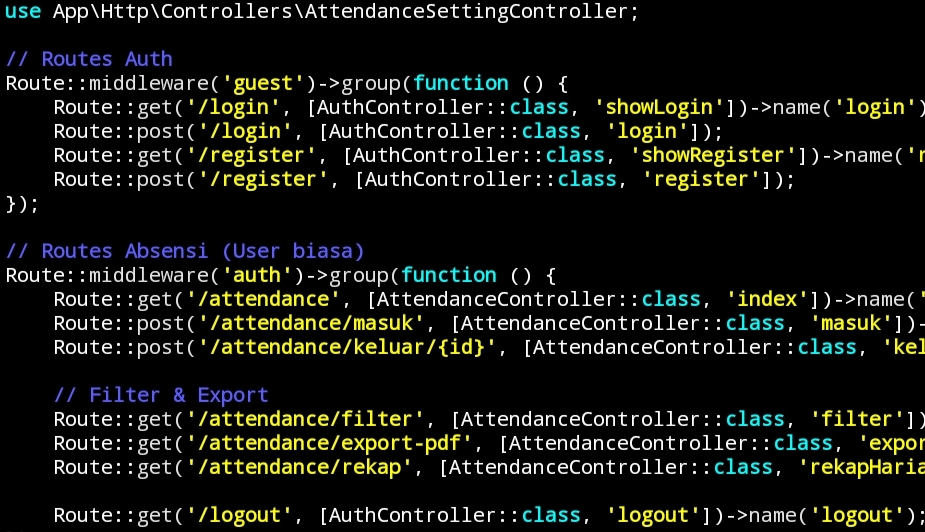 use App\Http\Controllers\AttendanceSettingController;
// Routes Auth
Route::middleware('guest')->group(function () {
Route::get('/login', [AuthController::class, 'showLogin'])->name('login')
Route::post('/login', [AuthController::class, 'login']);
Route::get('/register', [AuthController::class, 'showRegister'])->name('r
Route::post('/register', [AuthController::class, 'register']);
});
// Routes Absensi (User biasa)
Route::middleware('auth')->group(function () {
Route::get('/attendance', [AttendanceController::class, 'index'])->name('
Route::post('/attendance/masuk', [AttendanceController::class, 'masuk'])-
Route::post('/attendance/keluar/{id}', [AttendanceController::class, 'kel
// Filter & Export
Route::get('/attendance/filter', [AttendanceController::class, 'filter'])
Route::get('/attendance/export-pdf', [AttendanceController::class, 'expor
Route::get('/attendance/rekap', [AttendanceController::class, 'rekapHaria
Route::get('/logout', [AuthController::class, 'logout'])->name('logout');